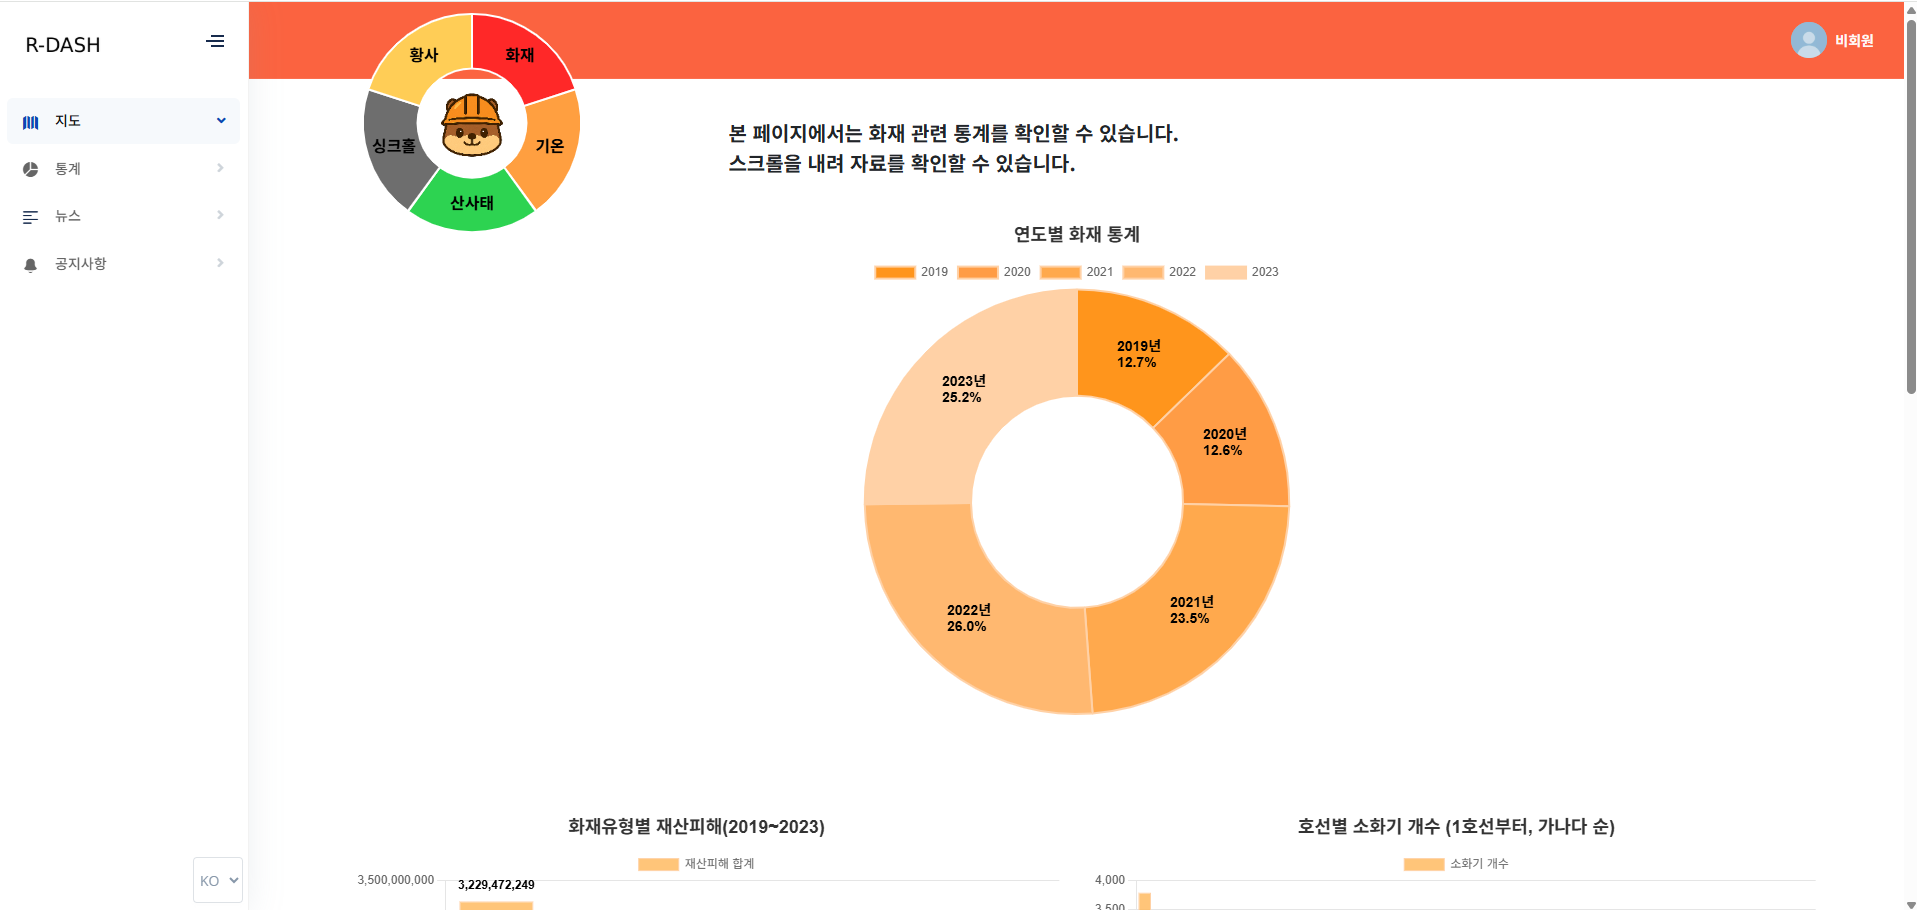 R-DASH
지도
통계
뉴스
공지사항
KO
비회원
황사
화재
싱크홀
기온
산사태
본 페이지에서는 화재 관련 통계를 확인할 수 있습니다.
스크롤을 내려 자료를 확인할 수 있습니다.
연도별 화재 통계
2019 2020 2021 2022 2023
2019년
12.7%
2023년
25.2%
2020년
12.6%
2021년
23.5%
2022년
26.0%
화재유형별 재산피해(2019~2023)
재산피해 합계
3,500,000,000
3,229,472,249
호선별 소화기 개수 (1호선부터, 가나다 순)
소화기 개수
4,000
3,500